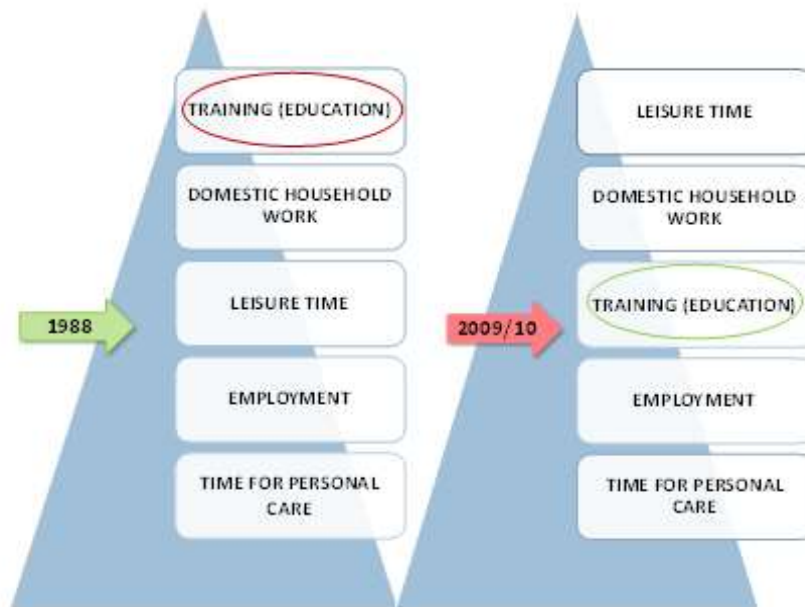 TRAINING (EDUCATION)
DOMESTIC HOUSEHOLD
WORK
LEISURE TIME
1988
EMPLOYMENT
TIME FOR PERSONAL
CARE
LEISURE TIME
DOMESTIC HOUSEHOLD
WORK
TRAINING (EDUCATION)
2009/10
EMPLOYMENT
TIME FOR PERSONAL
CARE